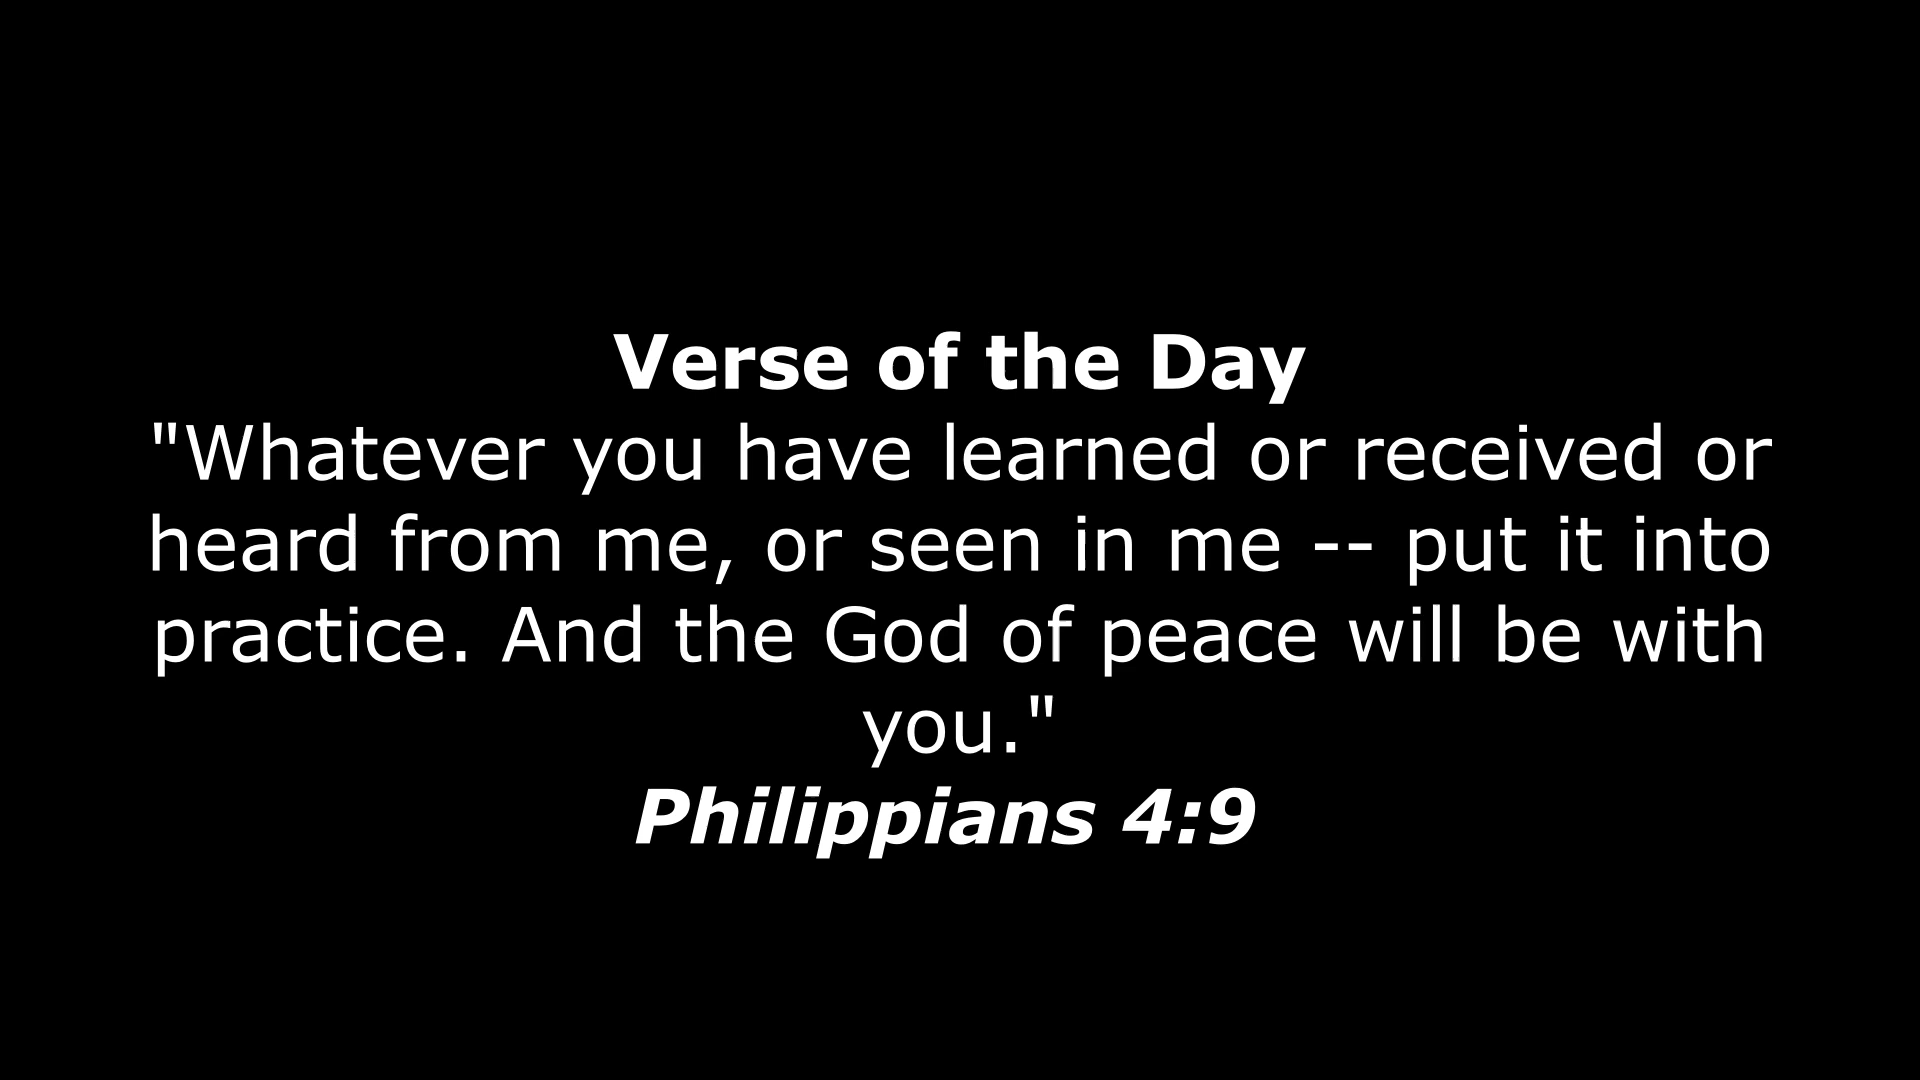 Verse of the Day
"Whatever you have learned or received or
heard from me, or seen in me -- put it into
practice. And the God of peace will be with
you."
Philippians 4:9